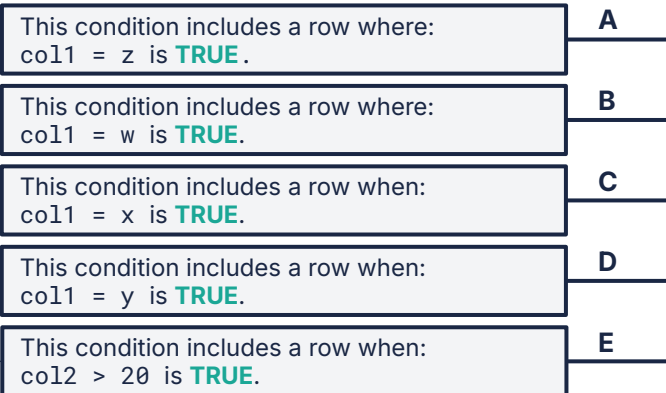 This condition includes a row where:
A
col1 = z is TRUE.
This condition includes a row where:
B
col1 = w is TRUE.
This condition includes a row when:
C
col1 = x is TRUE.
This condition includes a row when:
D
col1 = y is TRUE.
This condition includes a row when:
E
col2 > 20 is TRUE.